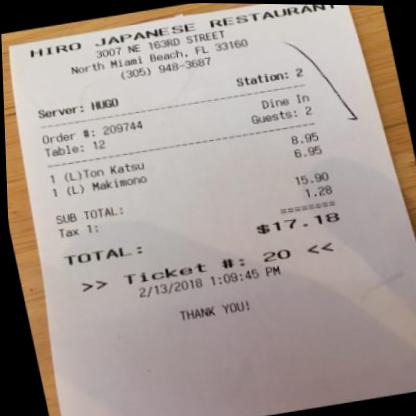 HIRO JAPANESE RESTAURANT
3007 NE 163RD STREET
North Miami Beach, FL 33160
(305) 948-3687
Server: HUGO Station: 2
Order #: 209744 Dine In
Table: 12 Guests: 2
1 (L)Ton Katsu 8.95
1 (L) Makimono 6.95
SUB TOTAL: 15.90
Tax 1: 1.28
========
TOTAL: $17.18
>> Ticket #: 20 <<
2/13/2018 1:09:45 PM
THANK YOU!